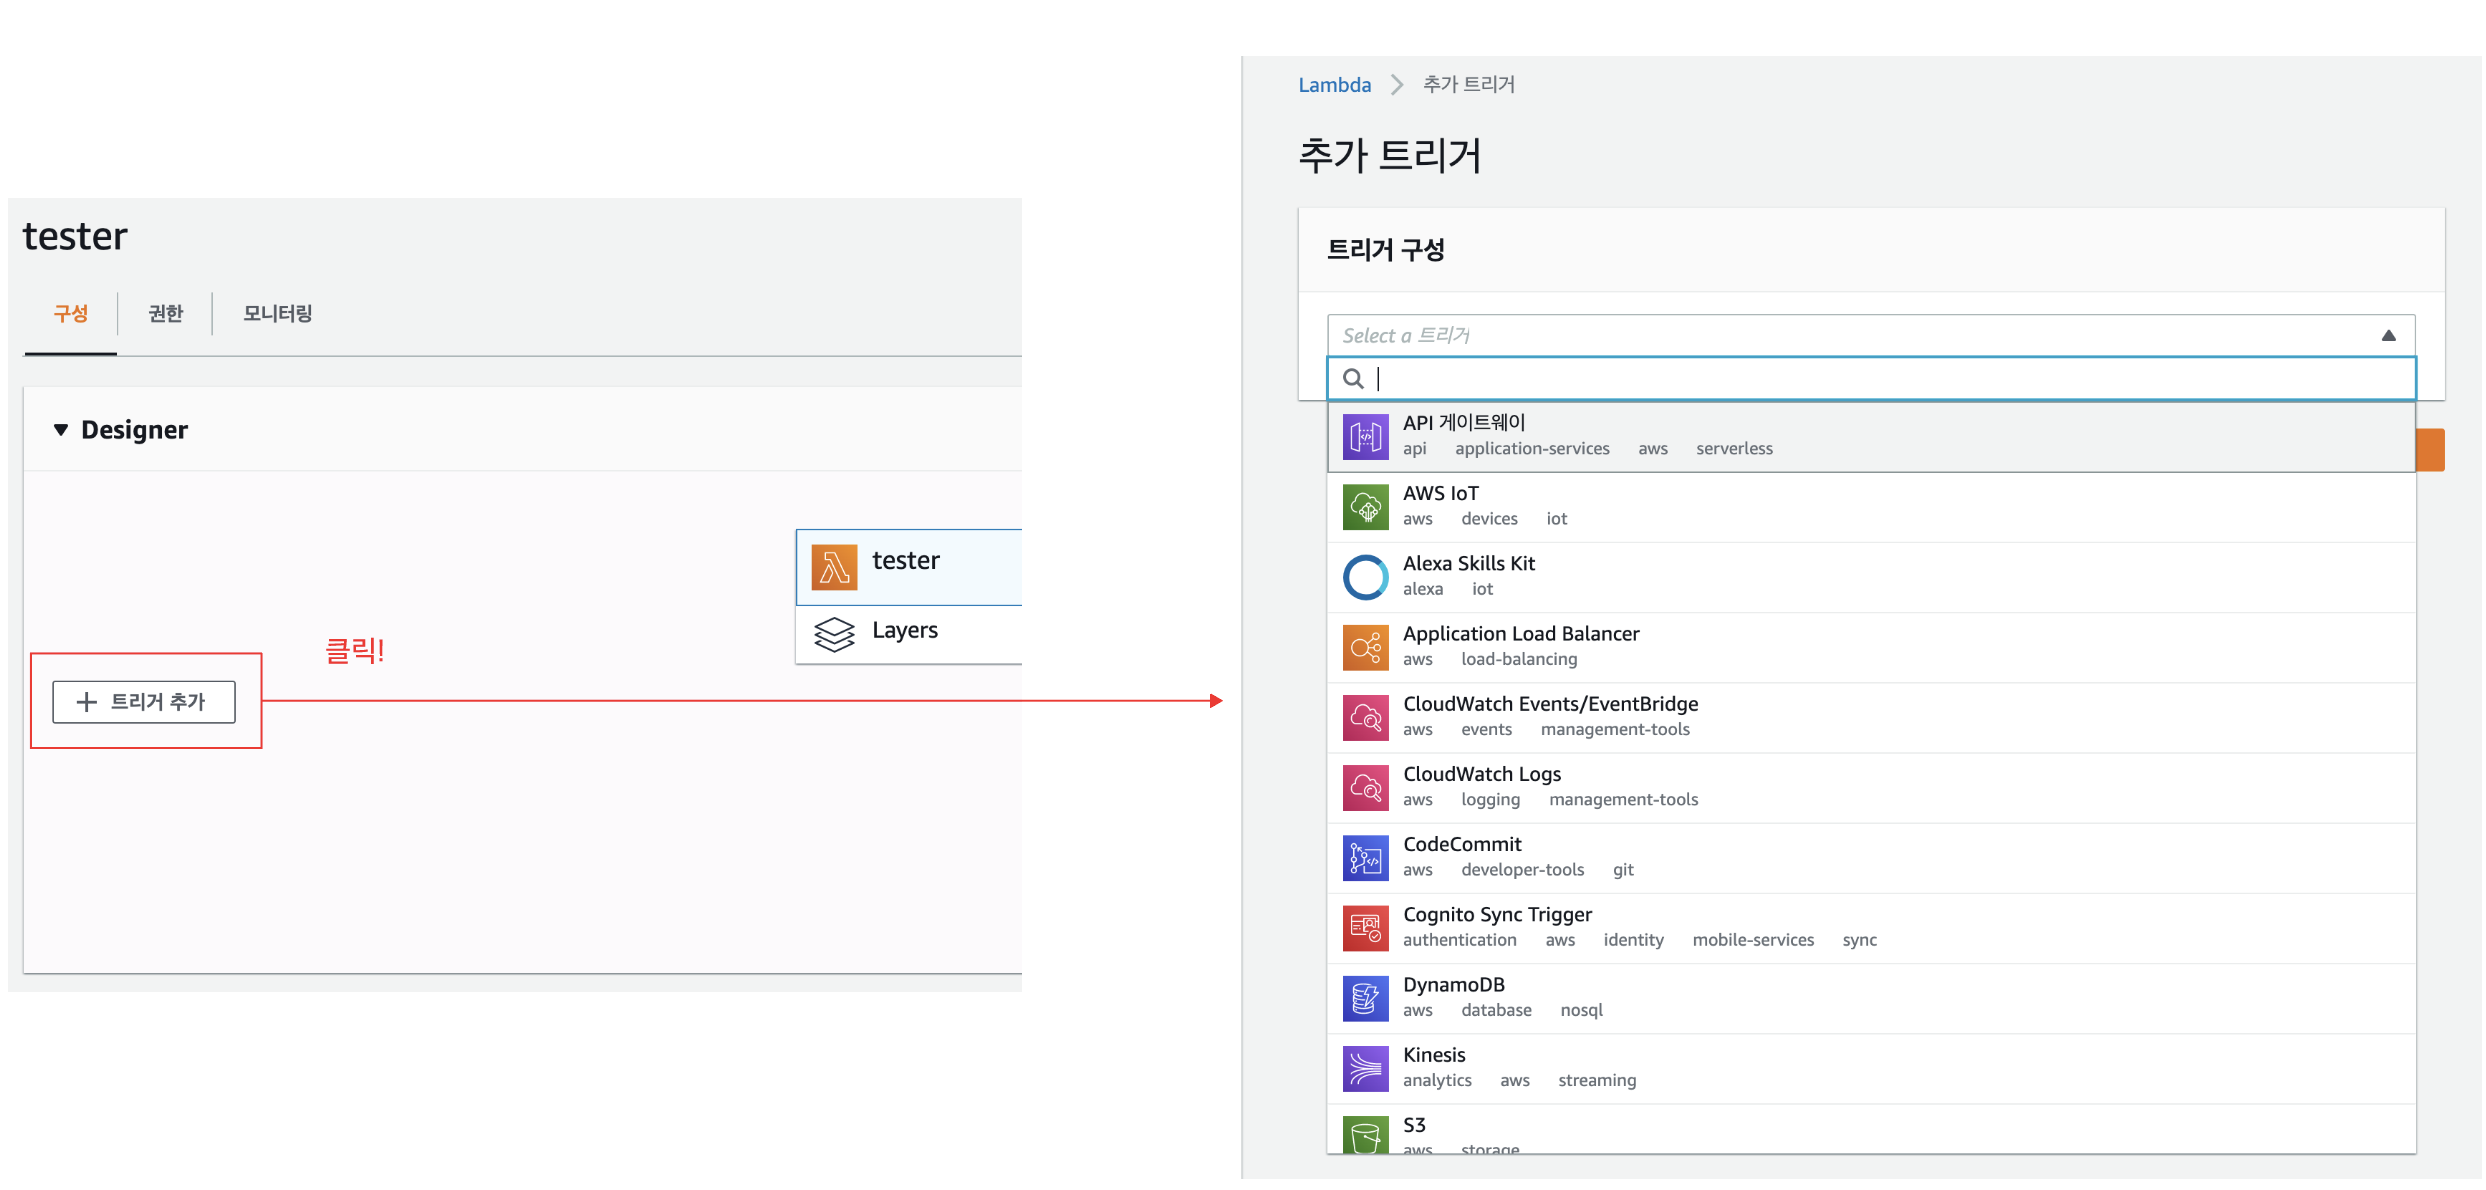 tester
구성 권한 모니터링
Designer
tester
Layers
클릭!
트리거 추가
Lambda 추가 트리거
추가 트리거
트리거 구성
Select a 트리거
API 게이트웨이
api application-services aws serverless
AWS IoT
aws devices iot
Alexa Skills Kit
alexa iot
Application Load Balancer
aws load-balancing
CloudWatch Events/EventBridge
aws events management-tools
CloudWatch Logs
aws logging management-tools
CodeCommit
aws developer-tools git
Cognito Sync Trigger
authentication aws identity mobile-services sync
DynamoDB
aws database nosql
Kinesis
analytics aws streaming
S3
aws storage